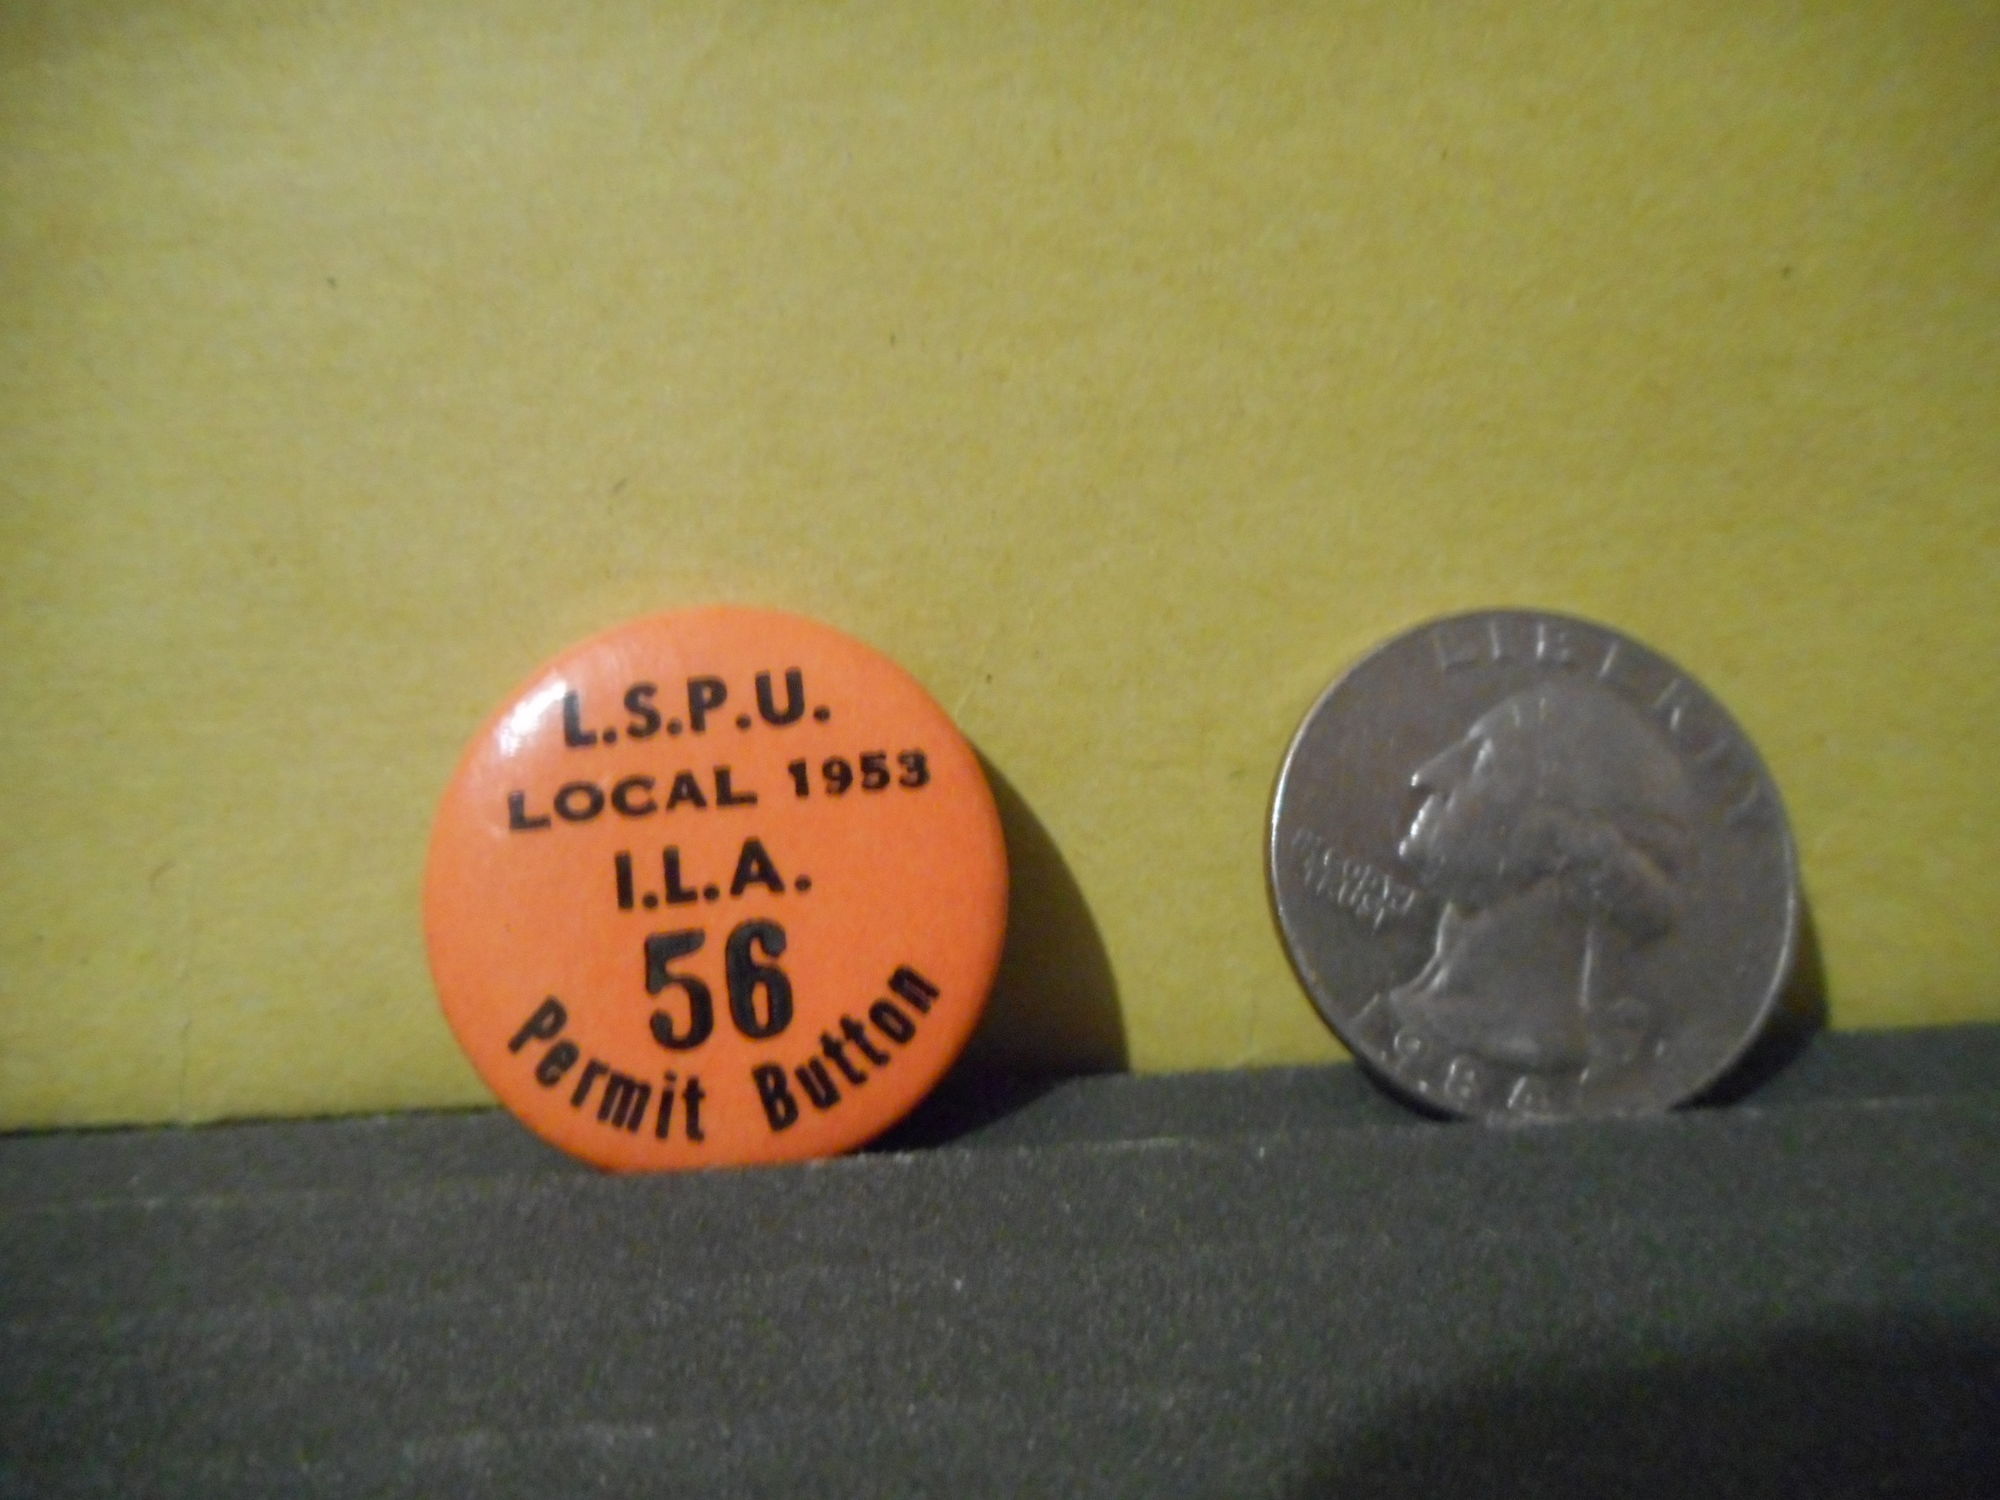 L.S.P.U.
LOCAL 1953
I.L.A.
56
Permit Button
LIBERTY
IN GOD WE
TRUST